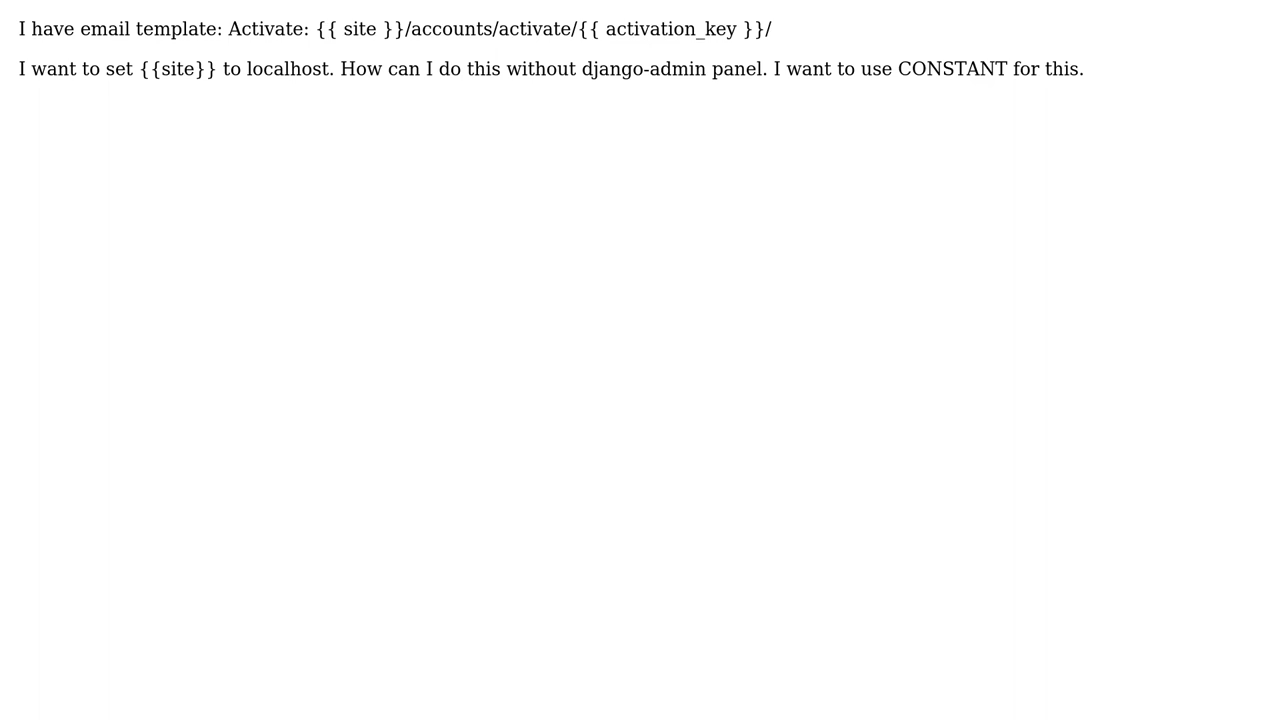 I have email template: Activate: {{ site }}/accounts/activate/{{ activation_key }}/
I want to set {{site}} to localhost. How can I do this without django-admin panel. I want to use CONSTANT for this.